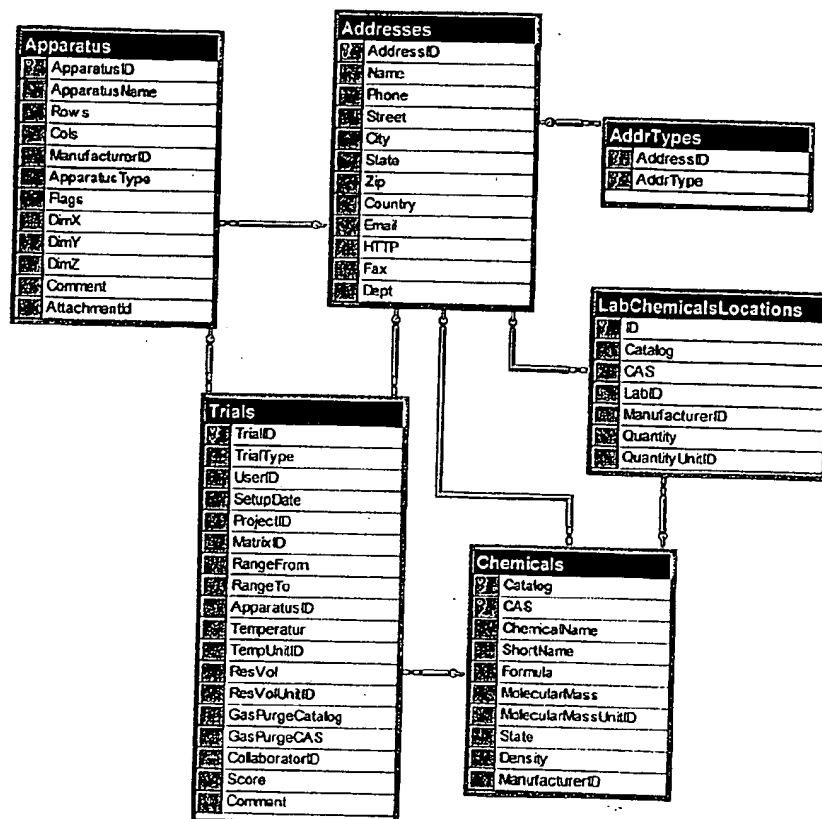 Apparatus
ApparatusID
ApparatusName
Rows
Cols
ManufacturerID
ApparatusType
Flags
DimX
DimY
DimZ
Comment
AttachmentId
Addresses
AddressID
Name
Phone
Street
City
State
Zip
Country
Email
HTTP
Fax
Dept
AddrTypes
AddressID
AddrType
LabChemicalsLocations
ID
Catalog
CAS
LabID
ManufacturerID
Quantity
QuantityUnitID
Trials
TrialID
TrialType
UserID
SetupDate
ProjectID
MatrixID
RangeFrom
RangeTo
ApparatusID
Temperatur
TempUnitID
ResVol
ResVolUnitID
GasPurgeCatalog
GasPurgeCAS
CollaboratorID
Score
Comment
Chemicals
Catalog
CAS
ChemicalName
ShortName
Formula
MolecularMass
MolecularMassUnitID
State
Density
ManufacturerID